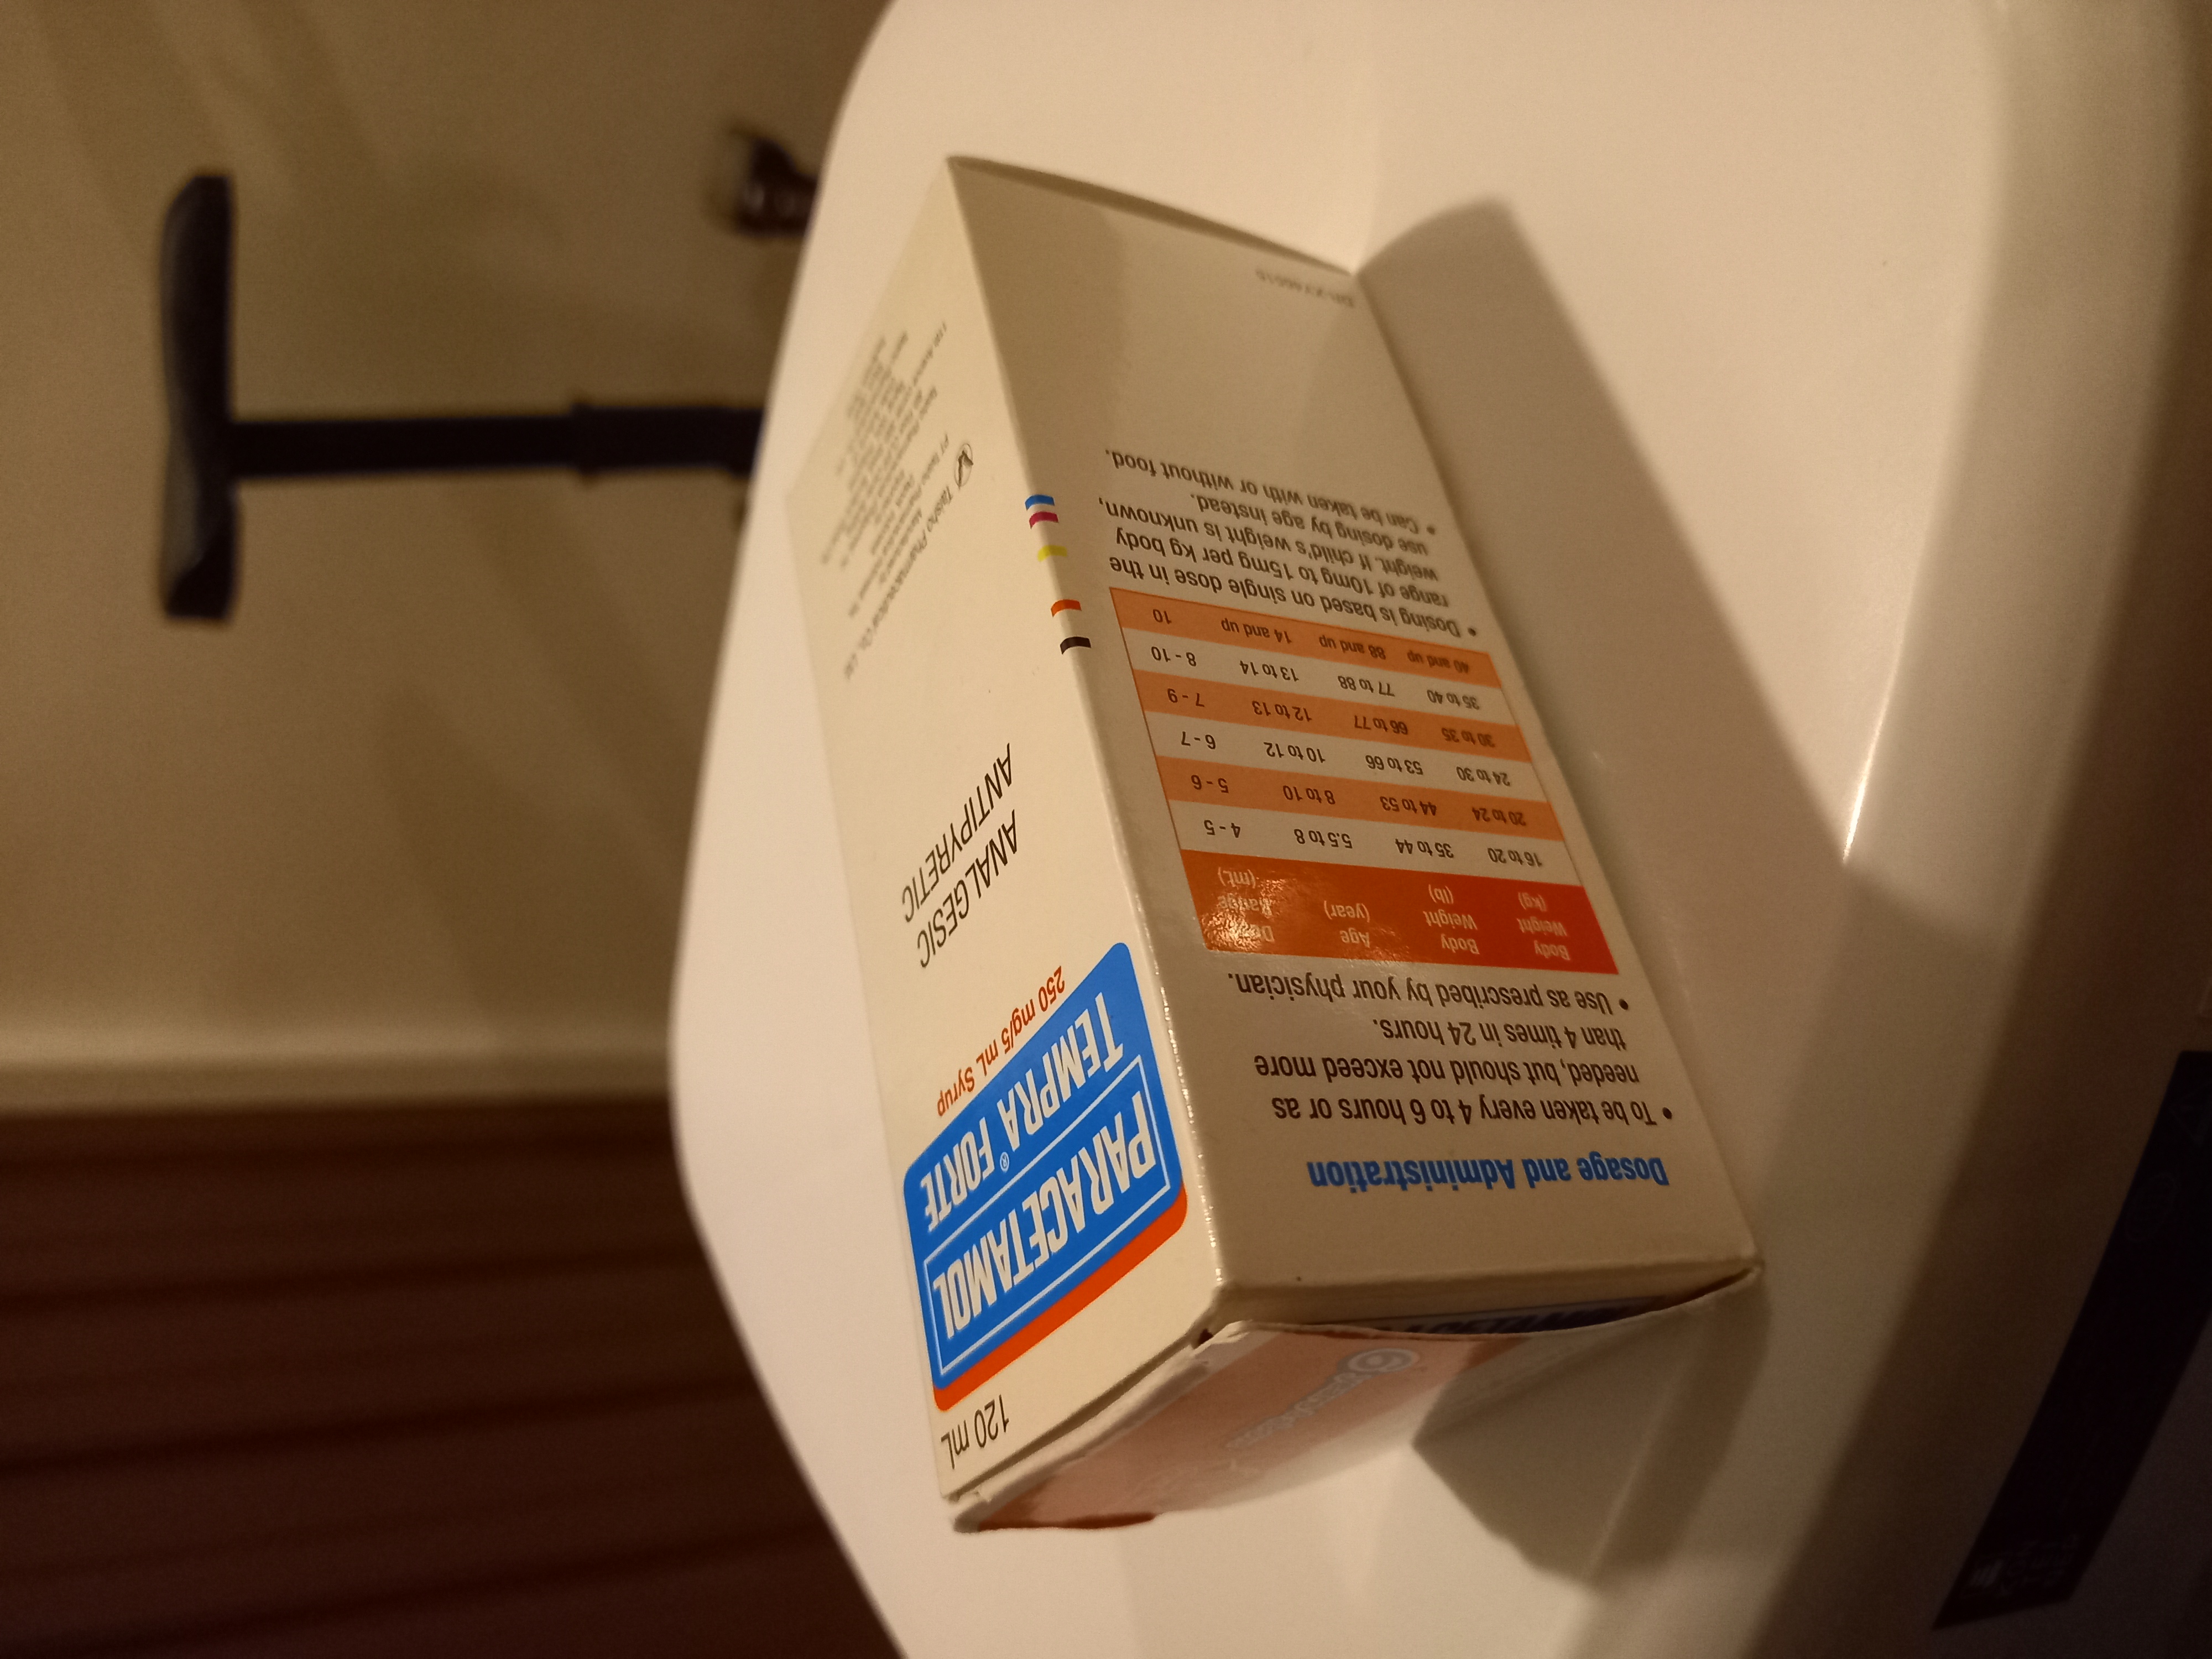 120 mL
PARACETAMOL
TEMPRA® FORTE
250 mg/5 mL Syrup
ANALGESIC
ANTIPYRETIC
Taisho Pharmaceutical Co., Ltd.
Dosage and Administration
• To be taken every 4 to 6 hours or as
needed, but should not exceed more
than 4 times in 24 hours.
• Use as prescribed by your physician.
Body Weight (kg) Body Weight (lb) Age (year) Dose Range (mL)
16 to 20 35 to 44 5.5 to 8 4 - 5
20 to 24 44 to 53 8 to 10 5 - 6
24 to 30 53 to 66 10 to 12 6 - 7
30 to 35 66 to 77 12 to 13 7 - 9
35 to 40 77 to 88 13 to 14 8 - 10
40 and up 88 and up 14 and up 10
• Dosing is based on single dose in the
range of 10mg to 15mg per kg body
weight. If child's weight is unknown,
use dosing by age instead.
• Can be taken with or without food.